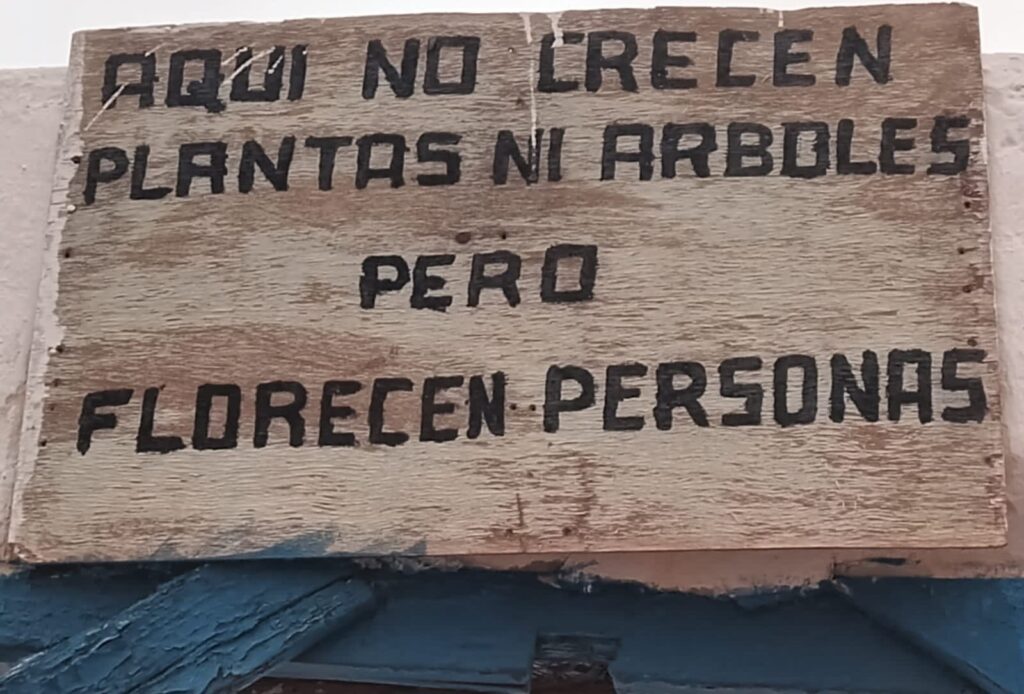 AQUI NO CRECEN
PLANTAS NI ARBOLES
PERO
FLORECEN PERSONAS